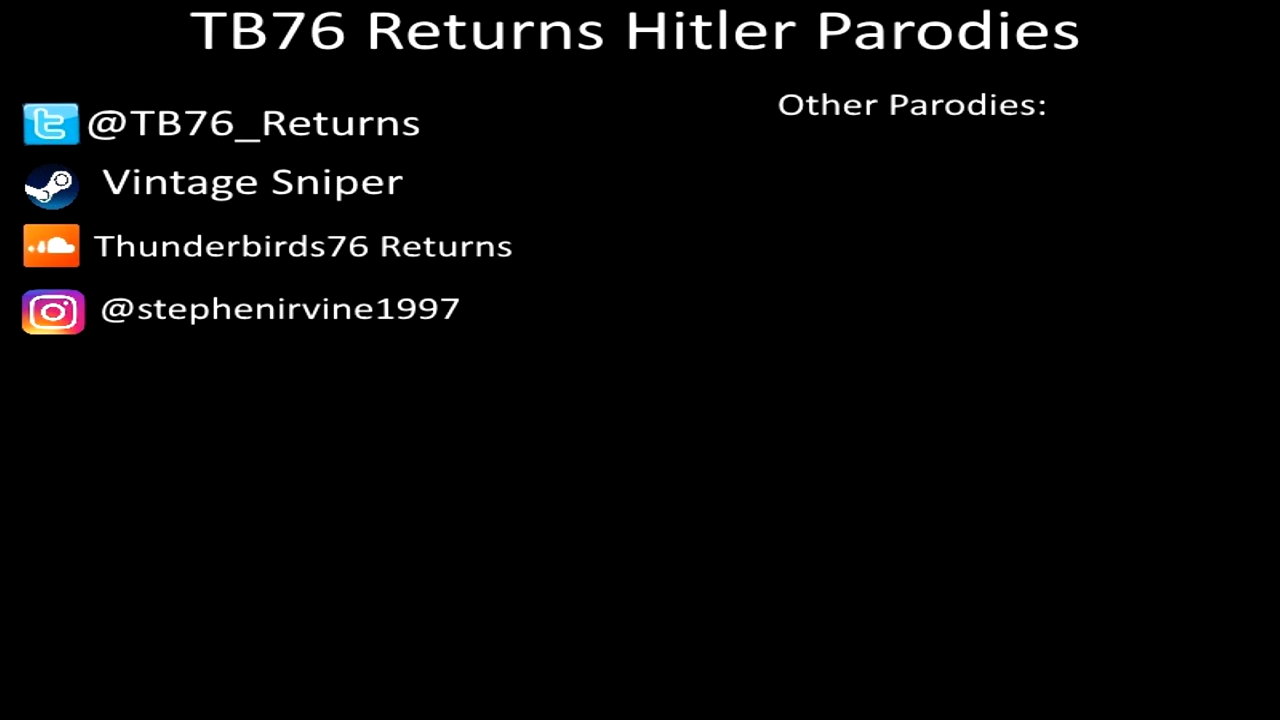 TB76 Returns Hitler Parodies
@TB76_Returns
Vintage Sniper
Thunderbirds76 Returns
@stephenirvine1997
Other Parodies: